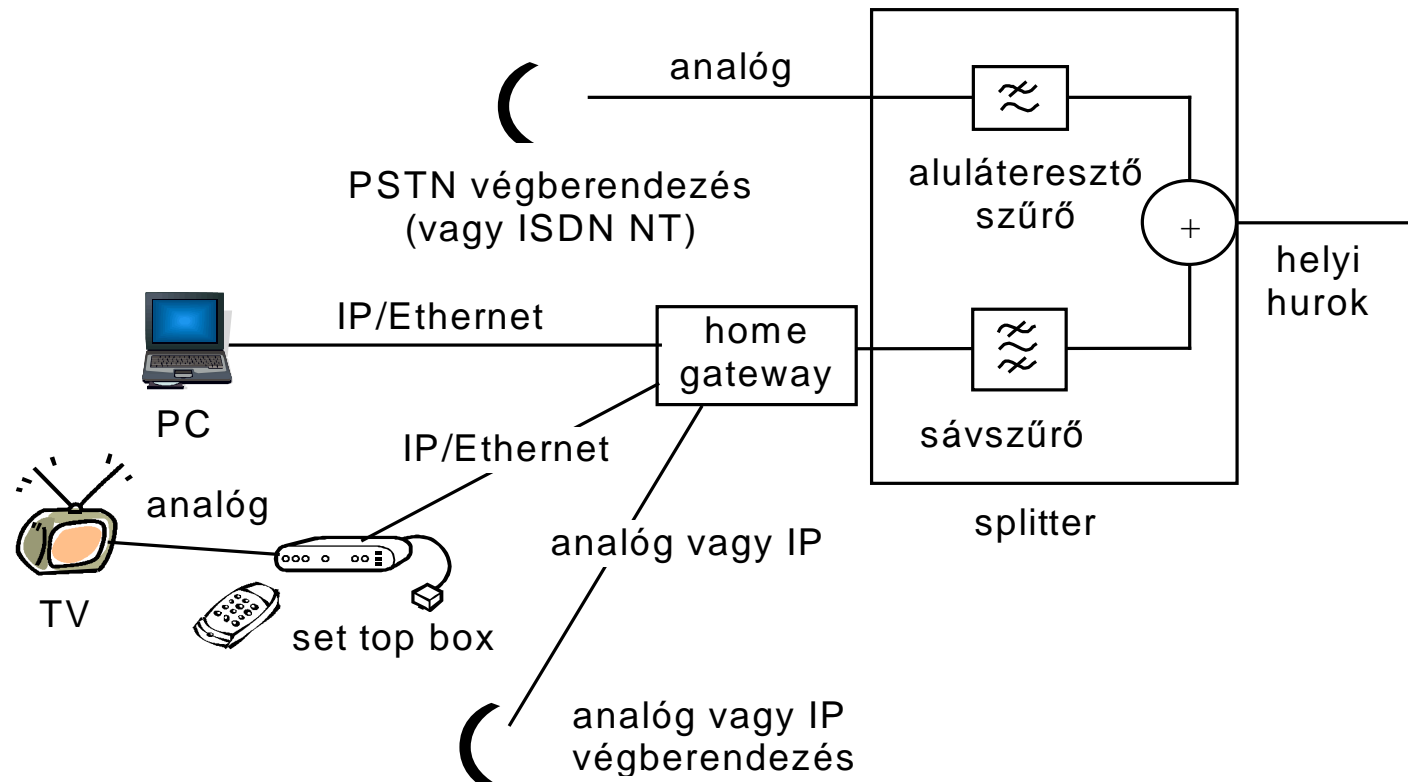 analóg
PSTN végberendezés
(vagy ISDN NT)
aluláteresztő
szűrő
+
helyi
hurok
IP/Ethernet
home
gateway
PC
sávszűrő
IP/Ethernet
analóg
splitter
analóg vagy IP
TV
set top box
analóg vagy IP
végberendezés